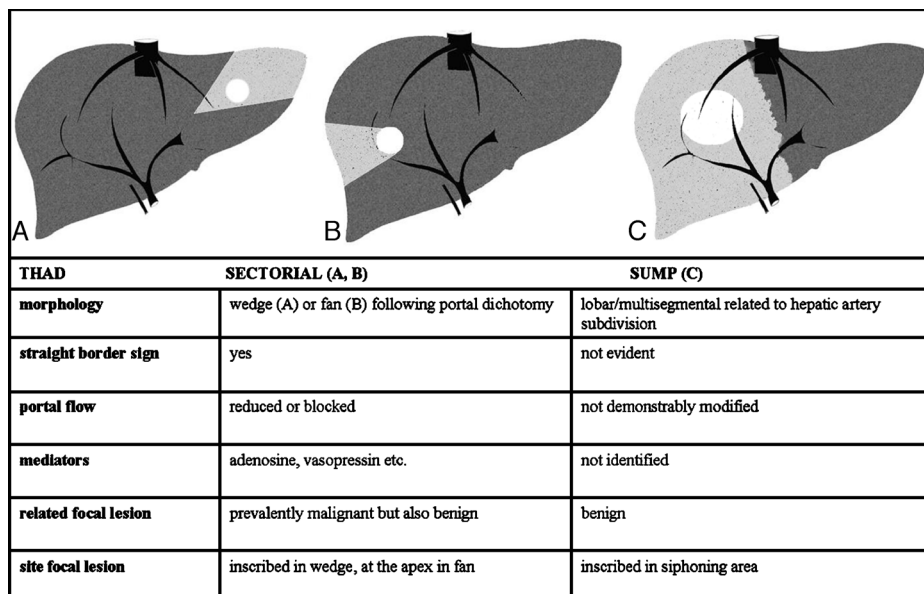 A
B
C
THAD SECTORIAL (A, B) SUMP (C)
morphology wedge (A) or fan (B) following portal dichotomy lobar/multisegmental related to hepatic artery
subdivision
straight border sign yes not evident
portal flow reduced or blocked not demonstrably modified
mediators adenosine, vasopressin etc. not identified
related focal lesion prevalently malignant but also benign benign
site focal lesion inscribed in wedge, at the apex in fan inscribed in siphoning area